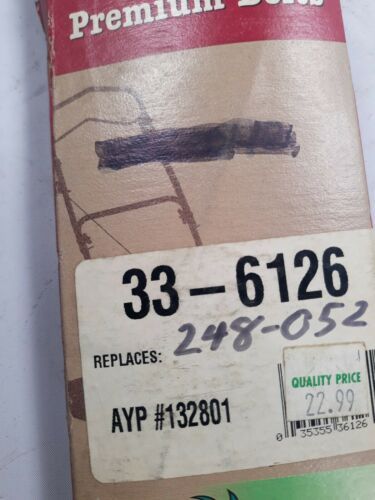 Premium Belts
33-6126
248-052
REPLACES:
AYP #132801
QUALITY PRICE
22.99
0 35355 36126